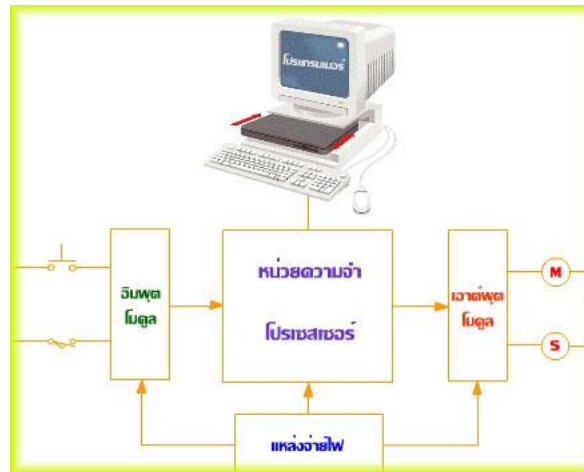 โปรแกรมเมอร์
อินพุต
โมดูล
หน่วยความจำ
โปรเซสเซอร์
เอาต์พุต
โมดูล
M
S
แหล่งจ่ายไฟ